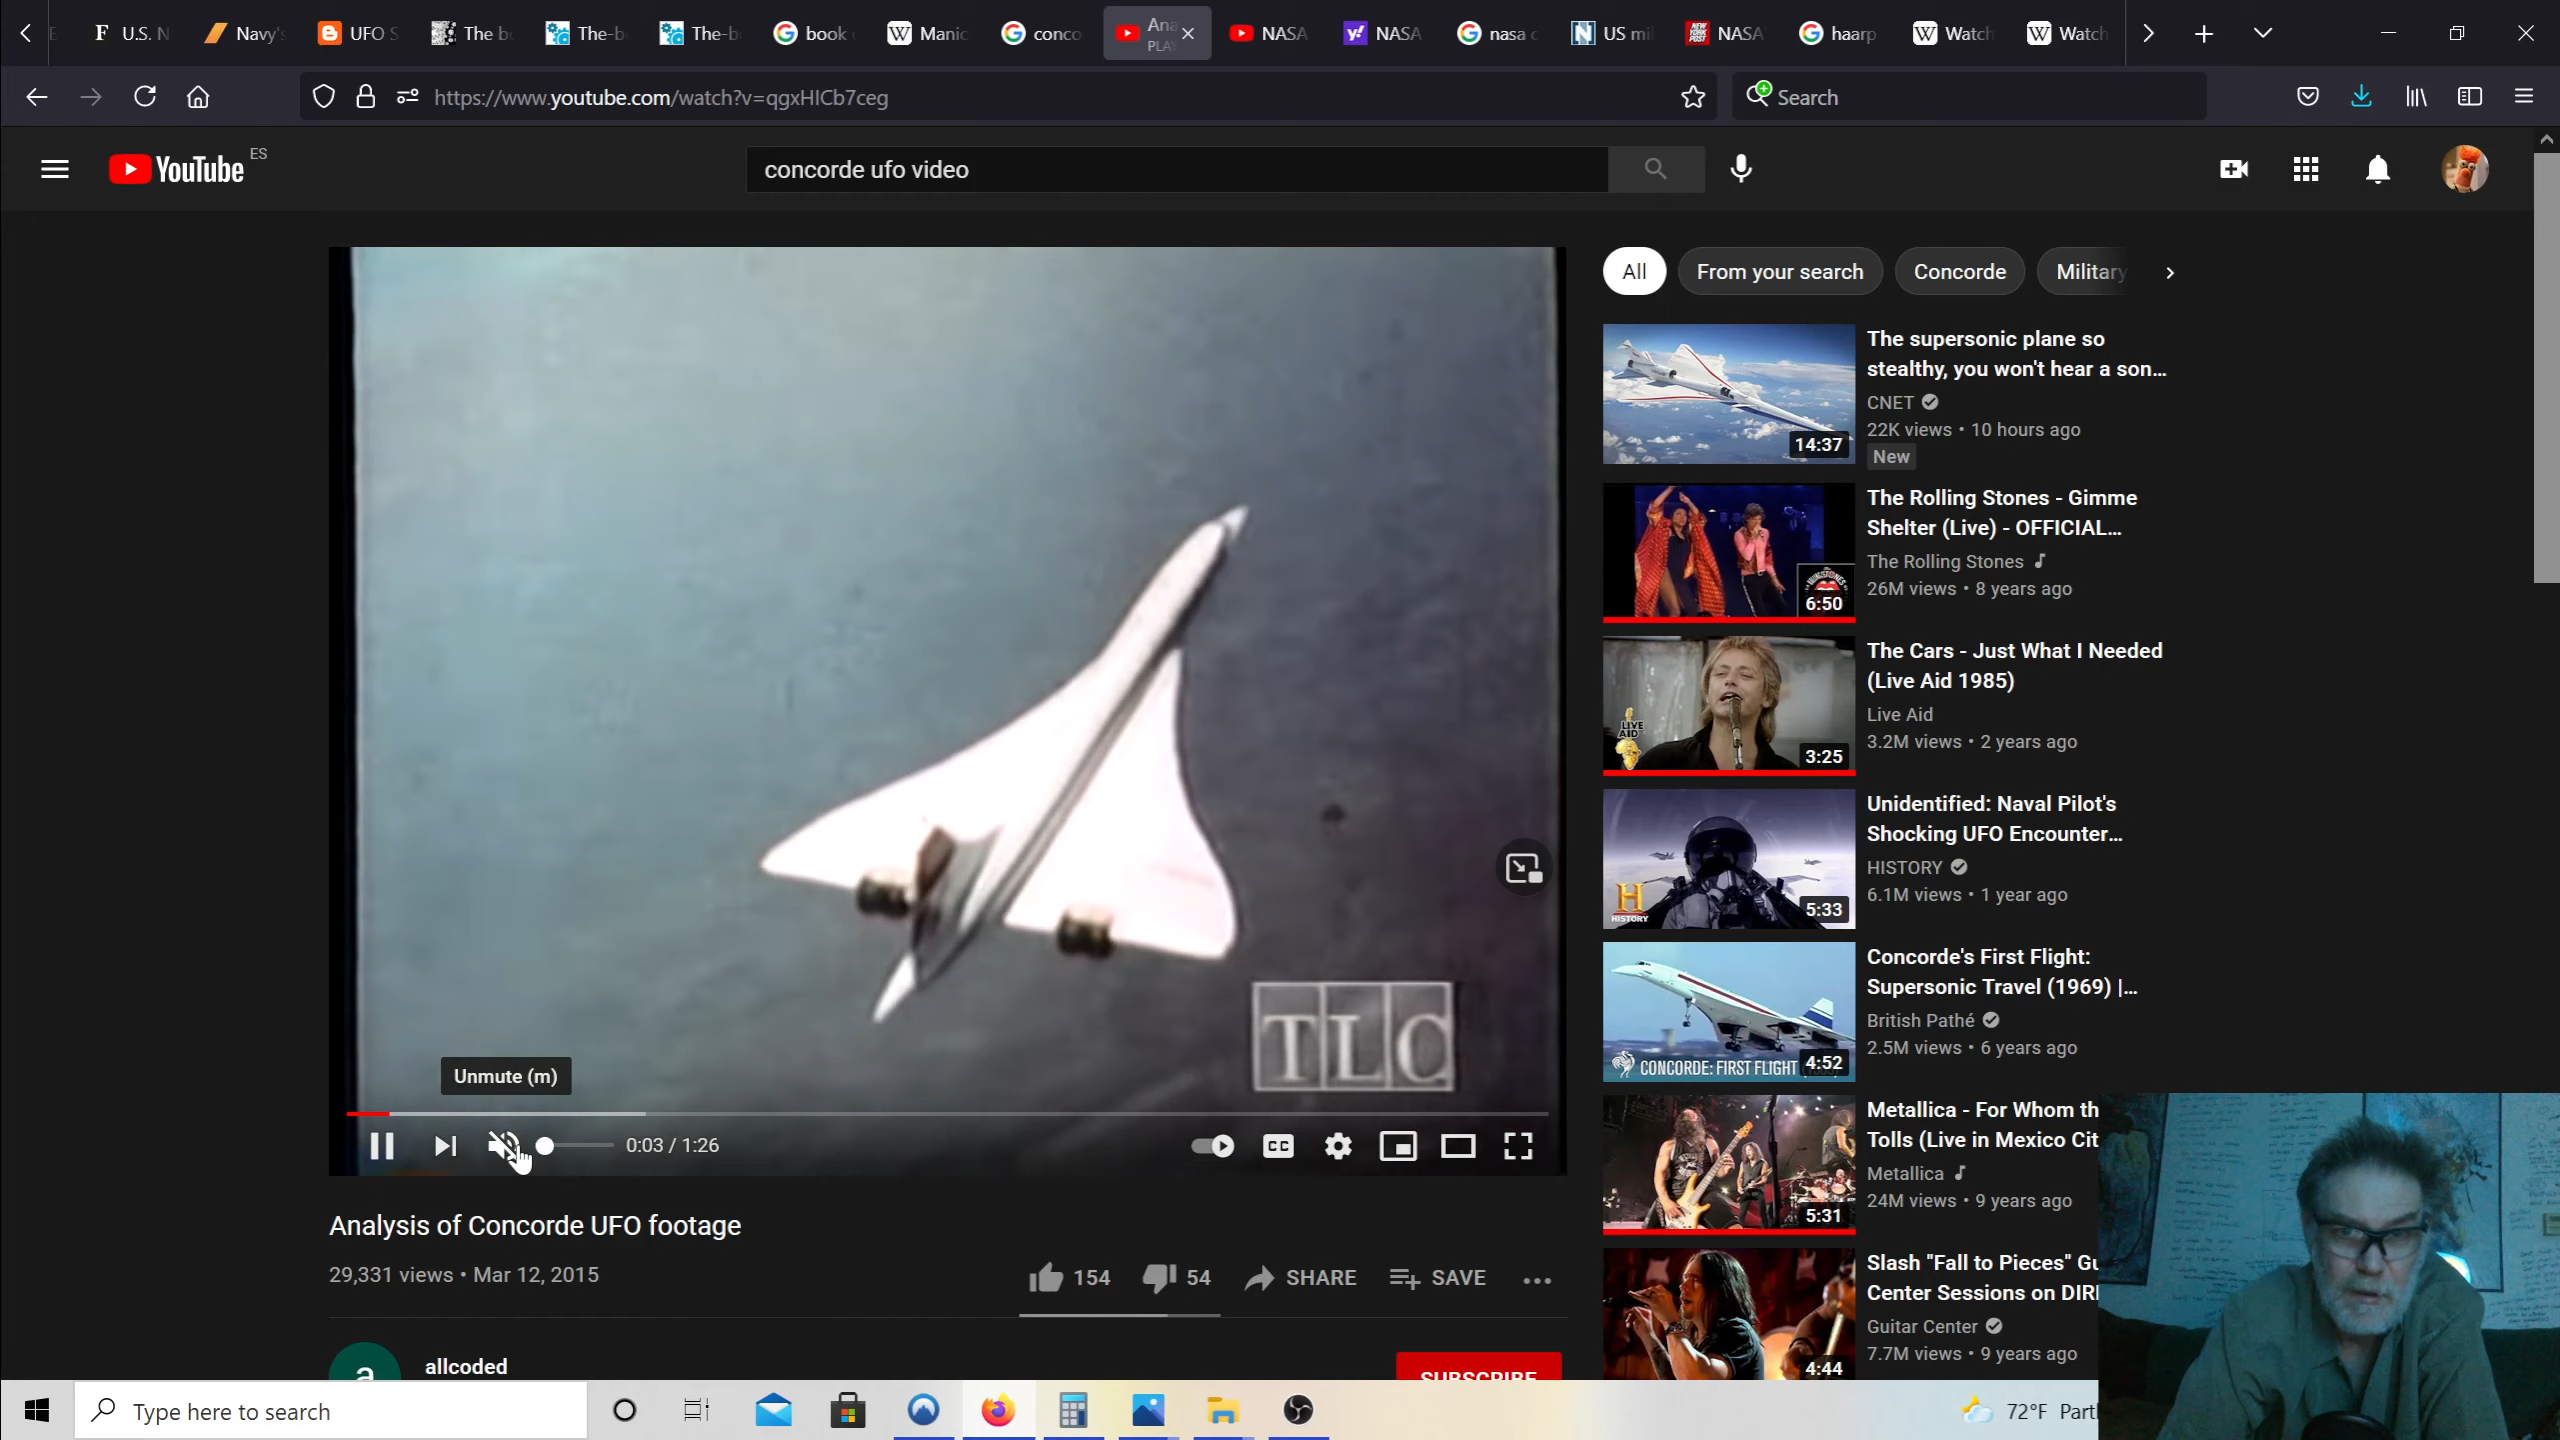 U.S. N
Navy's
UFO S
The b
The-b
The-b
book
Manic
conco
Ana
PLAY
NASA
NASA
nasa c
US mi
NASA'
haarp
Watch
Watch
https://www.youtube.com/watch?v=qgxHICb7ceg
Search
YouTube ES
concorde ufo video
TLC
Unmute (m)
0:03 / 1:26
CC
Analysis of Concorde UFO footage
29,331 views • Mar 12, 2015
154
54
SHARE
SAVE
a
allcoded
SUBSCRIBE
All
From your search
Concorde
Military
The supersonic plane so
stealthy, you won't hear a son...
CNET
22K views • 10 hours ago
New
14:37
The Rolling Stones - Gimme
Shelter (Live) - OFFICIAL...
The Rolling Stones
26M views • 8 years ago
6:50
The Cars - Just What I Needed
(Live Aid 1985)
Live Aid
3.2M views • 2 years ago
LIVE
AID
3:25
Unidentified: Naval Pilot's
Shocking UFO Encounter...
HISTORY
6.1M views • 1 year ago
H
HISTORY
5:33
Concorde's First Flight:
Supersonic Travel (1969) |...
British Pathé
2.5M views • 6 years ago
CONCORDE: FIRST FLIGHT
4:52
Metallica - For Whom th
Tolls (Live in Mexico Cit
Metallica
24M views • 9 years ago
5:31
Slash "Fall to Pieces" Gu
Center Sessions on DIR
Guitar Center
7.7M views • 9 years ago
4:44
Type here to search
72°F Partl